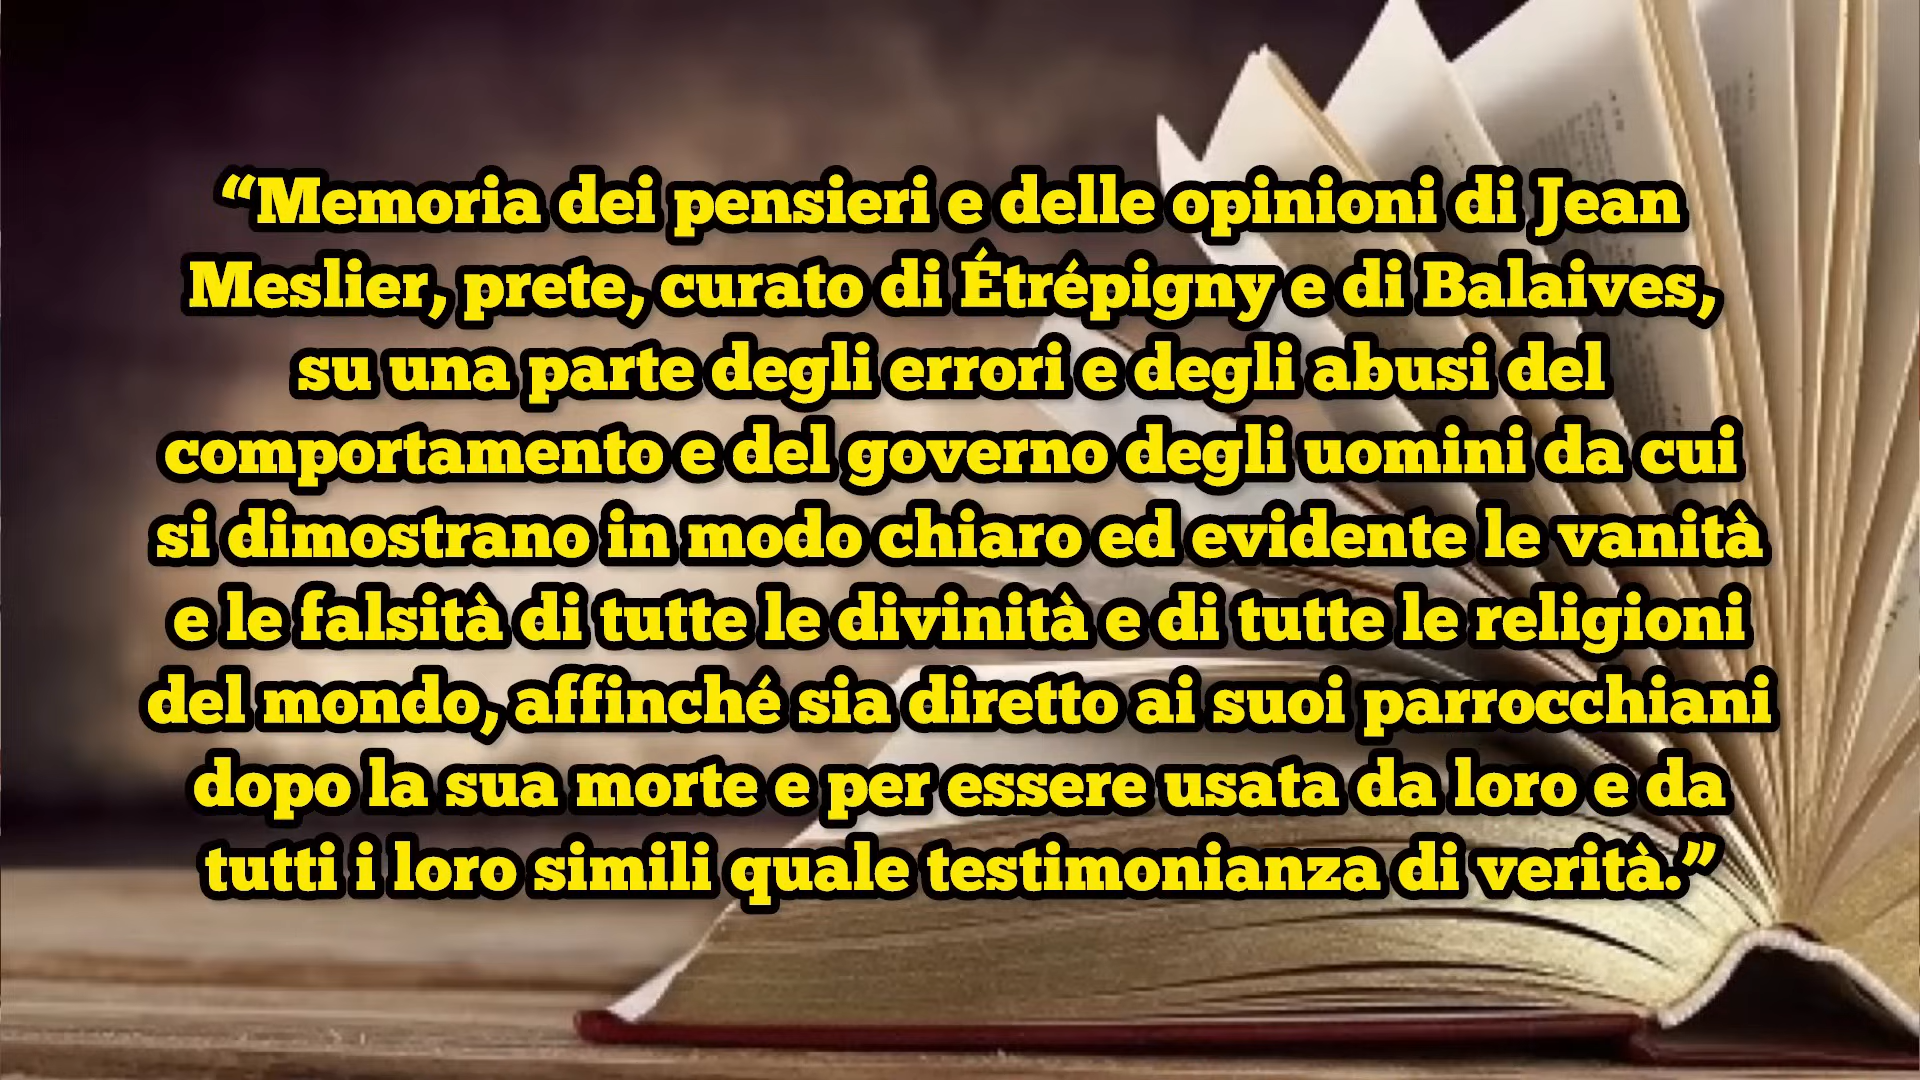 “Memoria dei pensieri e delle opinioni di Jean
Meslier, prete, curato di Étrépigny e di Balaives,
su una parte degli errori e degli abusi del
comportamento e del governo degli uomini da cui
si dimostrano in modo chiaro ed evidente le vanità
e le falsità di tutte le divinità e di tutte le religioni
del mondo, affinché sia diretto ai suoi parrocchiani
dopo la sua morte e per essere usata da loro e da
tutti i loro simili quale testimonianza di verità.”